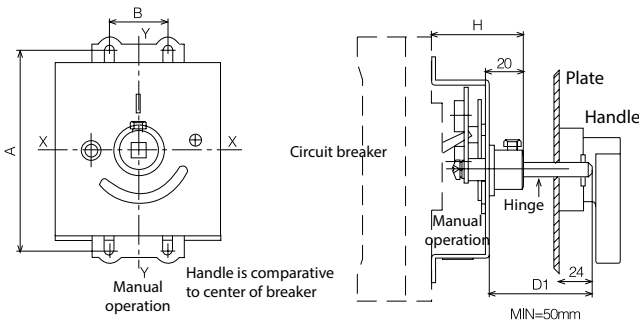 B
Y
A
X
X
Y
Manual
operation
Handle is comparative
to center of breaker
H
20
Plate
Handle
Circuit breaker
Hinge
Manual
operation
24
D1
MIN=50mm